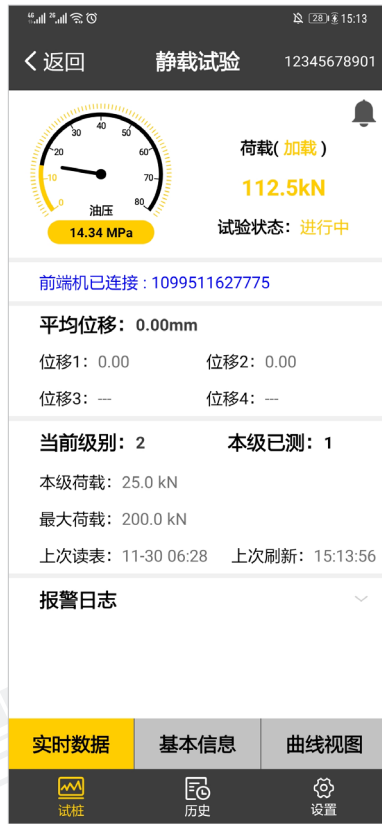 46 26 28 15:13
返回 静载试验 12345678901
0 10 20 30 40 50 60 70 80
油压
14.34 MPa
荷载( 加载 )
112.5kN
试验状态：进行中
前端机已连接 : 1099511627775
平均位移：0.00mm
位移1：0.00 位移2：0.00
位移3：--- 位移4：---
当前级别：2 本级已测：1
本级荷载：25.0 kN
最大荷载：200.0 kN
上次读表：11-30 06:28 上次刷新：15:13:56
报警日志
实时数据 基本信息 曲线视图
试桩 历史 设置